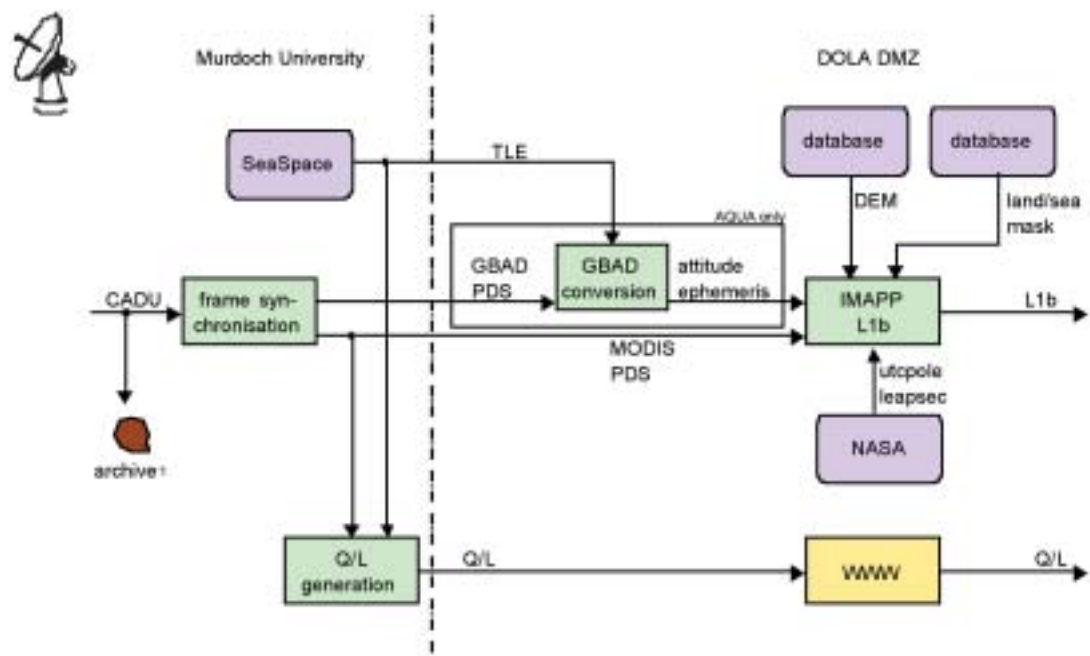 Murdoch University
DOLA DMZ
SeaSpace
TLE
database
database
DEM
land/sea
mask
AQUA only
GBAD
PDS
GBAD
conversion
attitude
ephemeris
CADU
frame syn-
chronisation
IMAPP
L1b
L1b
MODIS
PDS
utcpole
leapsec
NASA
archive1
Q/L
generation
Q/L
WWW
Q/L